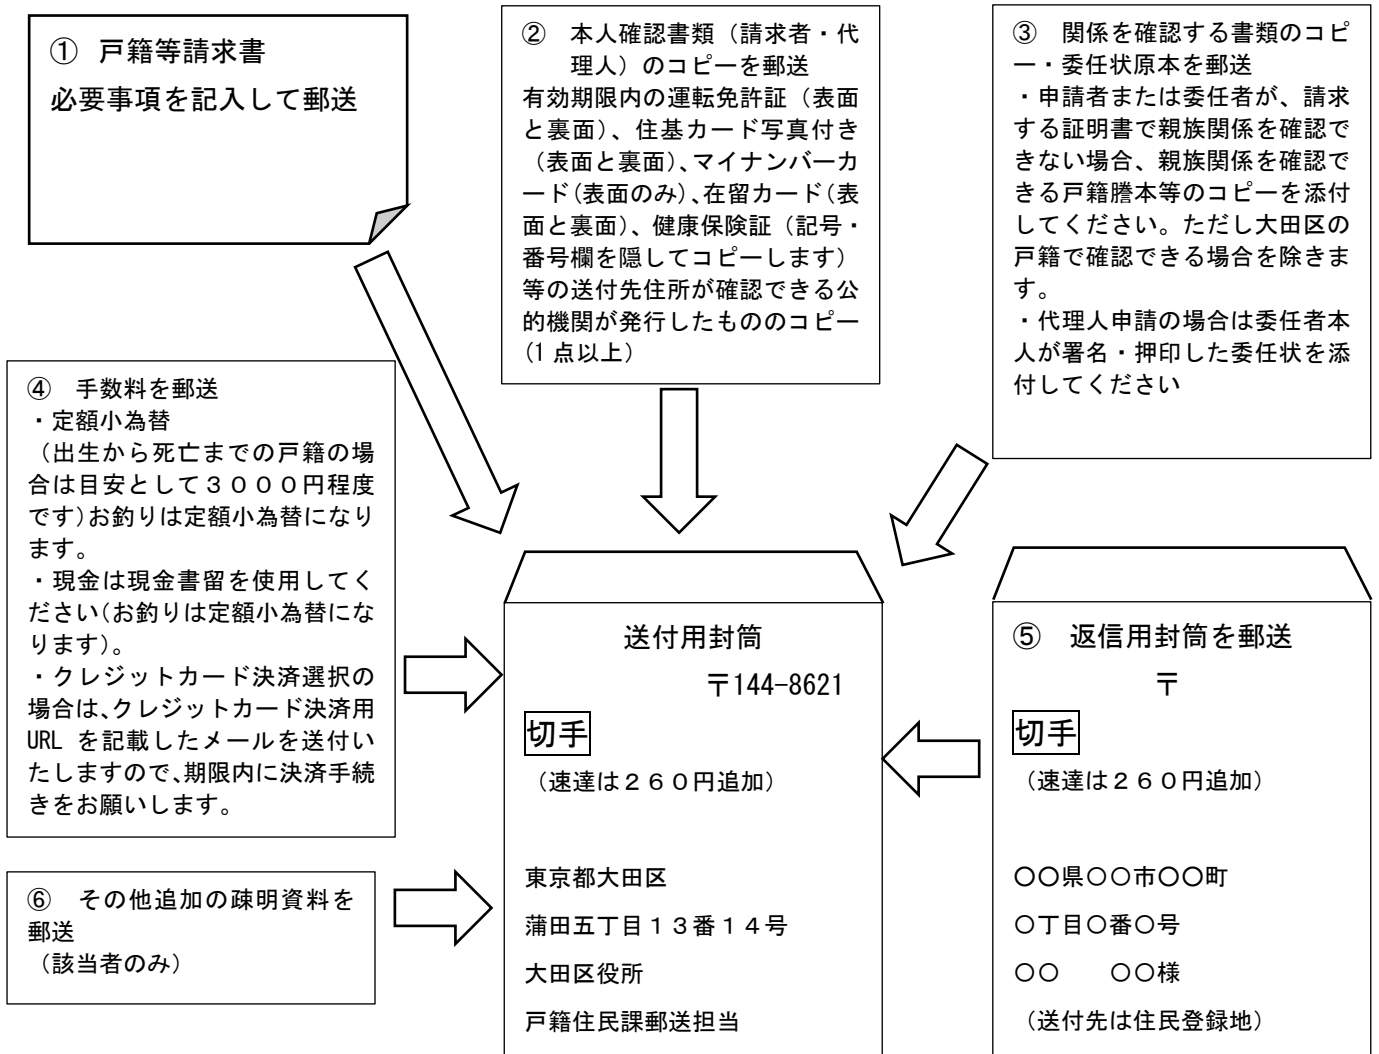 ① 戸籍等請求書
必要事項を記入して郵送
② 本人確認書類（請求者・代
理人）のコピーを郵送
有効期限内の運転免許証（表面
と裏面）、住基カード写真付き
（表面と裏面）、マイナンバーカ
ード（表面のみ）、在留カード（表
面と裏面）、健康保険証（記号・
番号欄を隠してコピーします）
等の送付先住所が確認できる公
的機関が発行したもののコピー
（1 点以上）
③ 関係を確認する書類のコピ
ー・委任状原本を郵送
・申請者または委任者が、請求
する証明書で親族関係を確認で
きない場合、親族関係を確認で
きる戸籍謄本等のコピーを添付
してください。ただし大田区の
戸籍で確認できる場合を除きま
す。
・代理人申請の場合は委任者本
人が署名・押印した委任状を添
付してください
④ 手数料を郵送
・定額小為替
（出生から死亡までの戸籍の場
合は目安として３０００円程度
です）お釣りは定額小為替になり
ます。
・現金は現金書留を使用してく
ださい（お釣りは定額小為替にな
ります）。
・クレジットカード決済選択の
場合は、クレジットカード決済用
URL を記載したメールを送付い
たしますので、期限内に決済手続
きをお願いします。
送付用封筒
〒144-8621
切手
（速達は２６０円追加）
東京都大田区
蒲田五丁目１３番１４号
大田区役所
戸籍住民課郵送担当
⑤ 返信用封筒を郵送
〒
切手
（速達は２６０円追加）
〇〇県〇〇市〇〇町
〇丁目〇番〇号
〇〇 〇〇様
（送付先は住民登録地）
⑥ その他追加の疎明資料を
郵送
（該当者のみ）